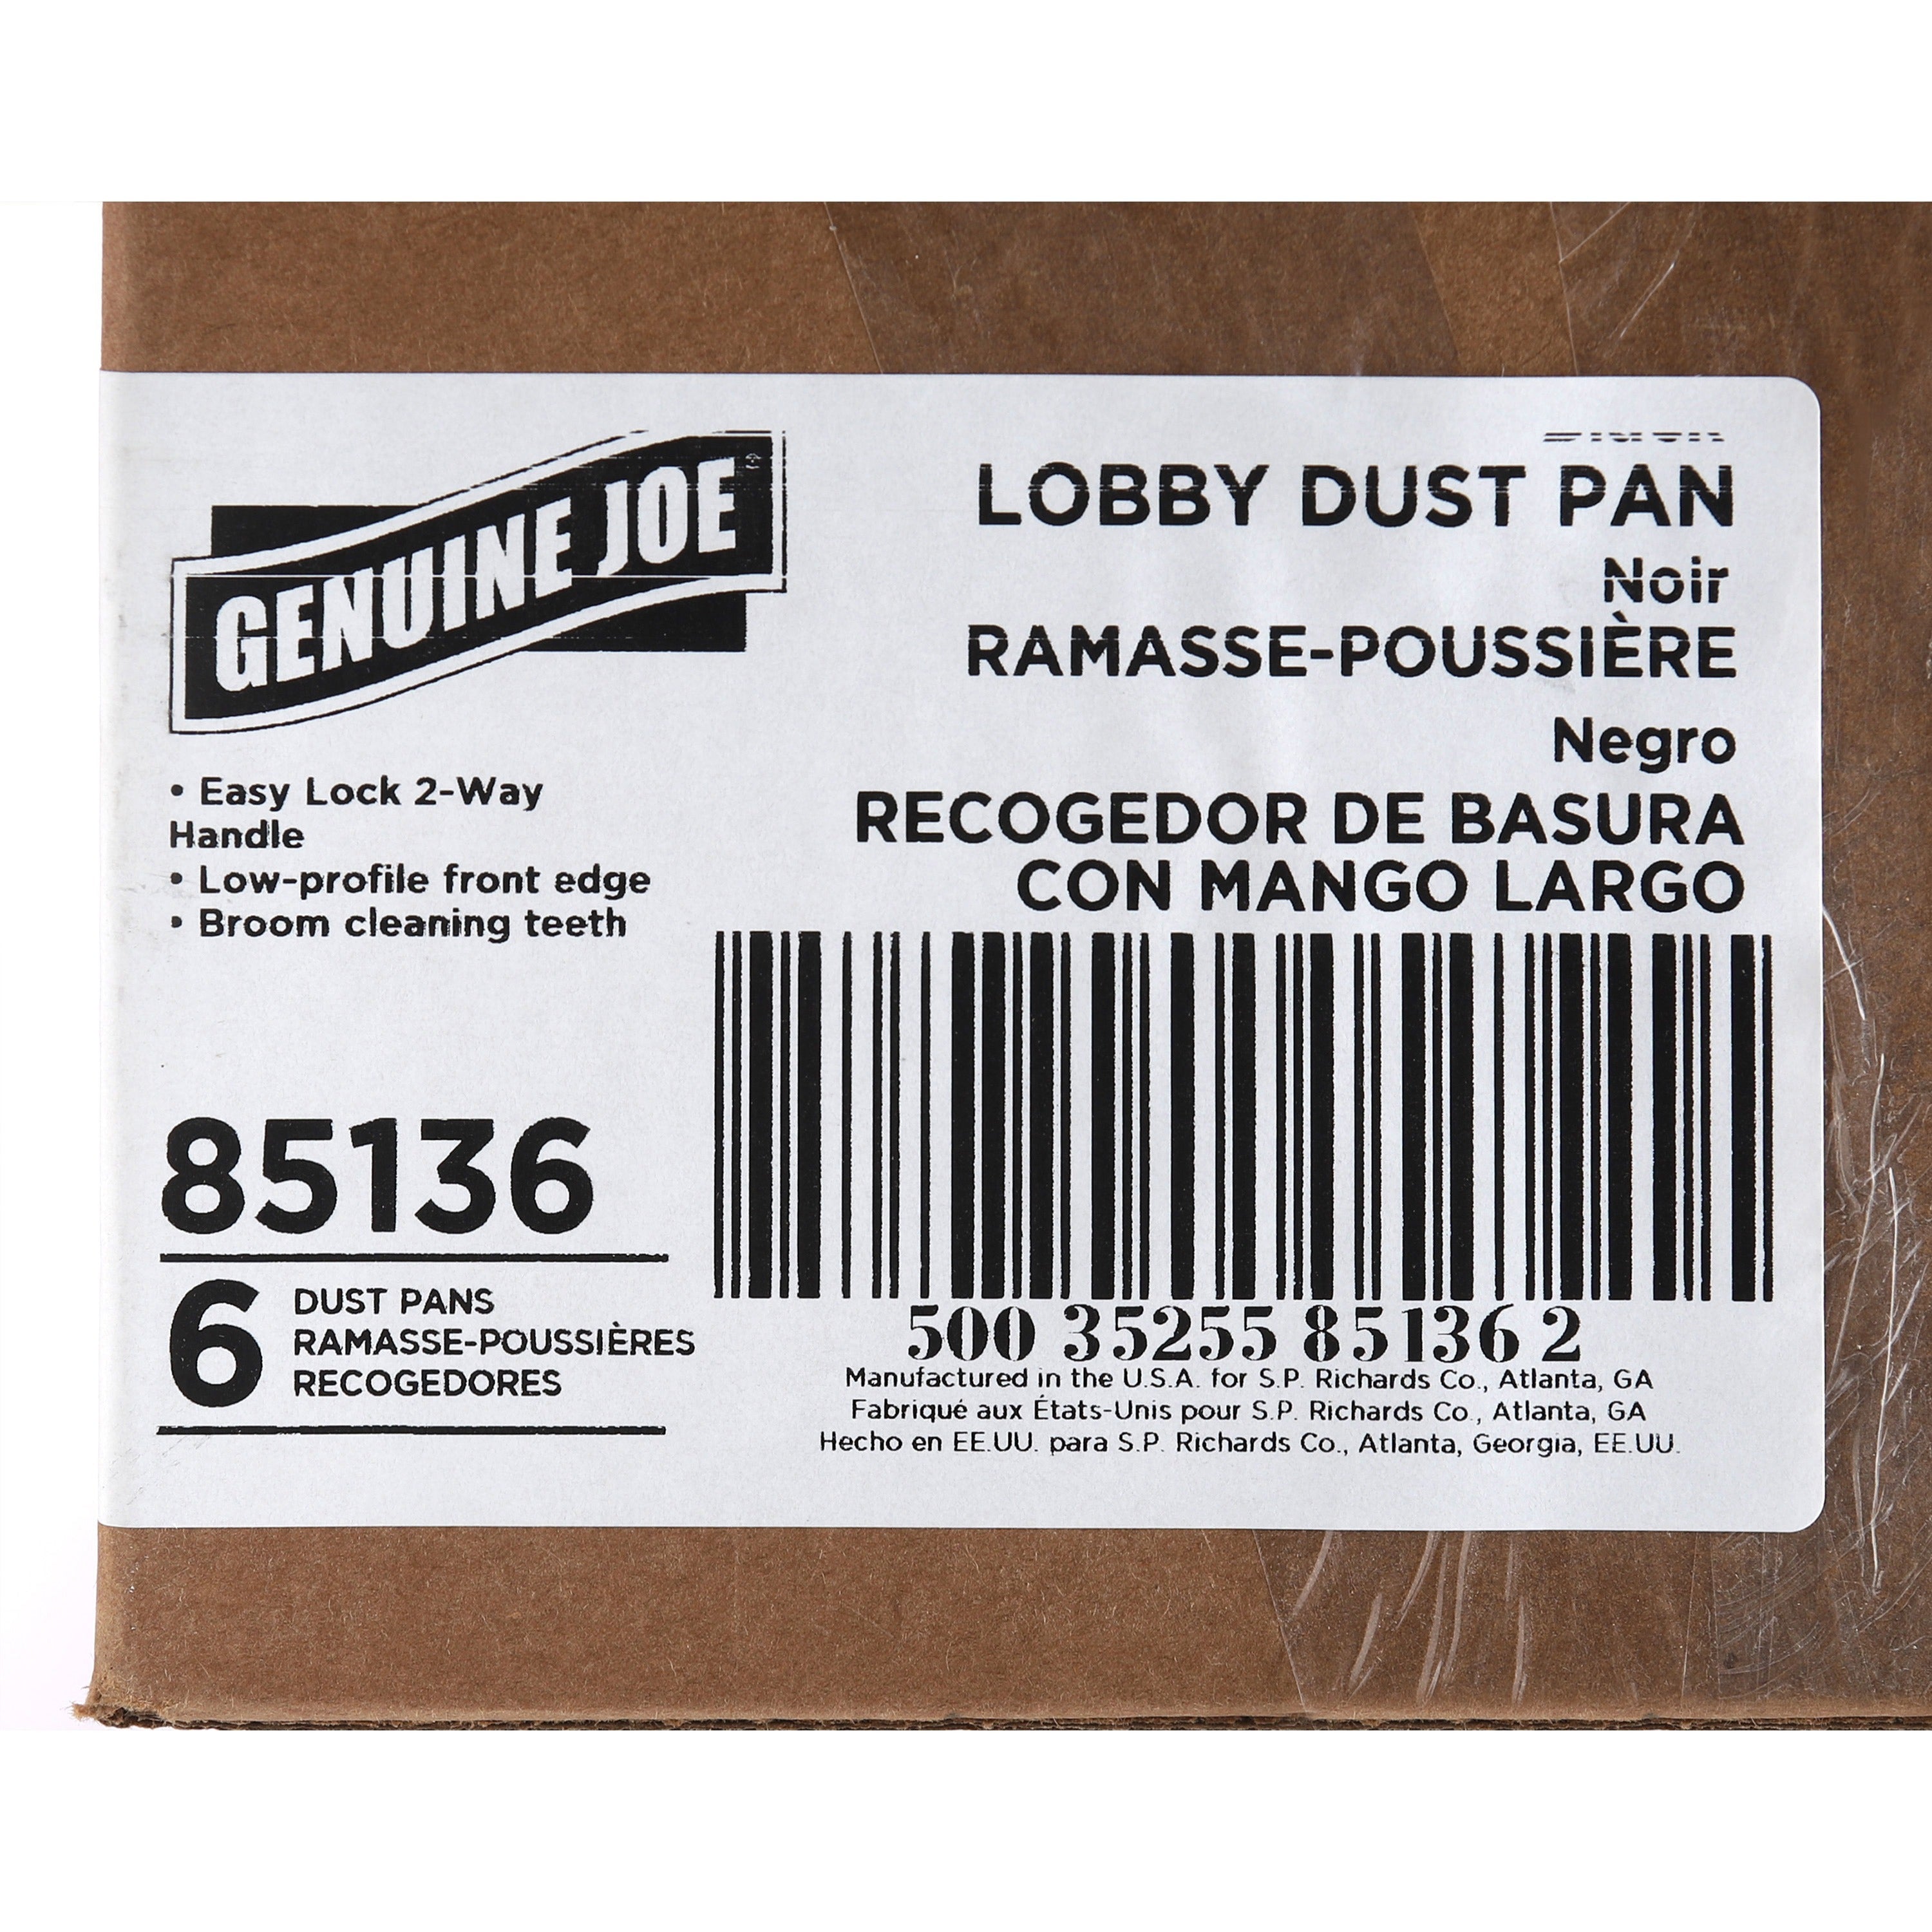 GENUINE JOE
• Easy Lock 2-Way
Handle
• Low-profile front edge
• Broom cleaning teeth
85136
6
DUST PANS
RAMASSE-POUSSIÈRES
RECOGEDORES
LOBBY DUST PAN
Noir
RAMASSE-POUSSIÈRE
Negro
RECOGEDOR DE BASURA
CON MANGO LARGO
500 35255 85136 2
Manufactured in the U.S.A. for S.P. Richards Co., Atlanta, GA
Fabriqué aux États-Unis pour S.P. Richards Co., Atlanta, GA
Hecho en EE.UU. para S.P. Richards Co., Atlanta, Georgia, EE.UU.